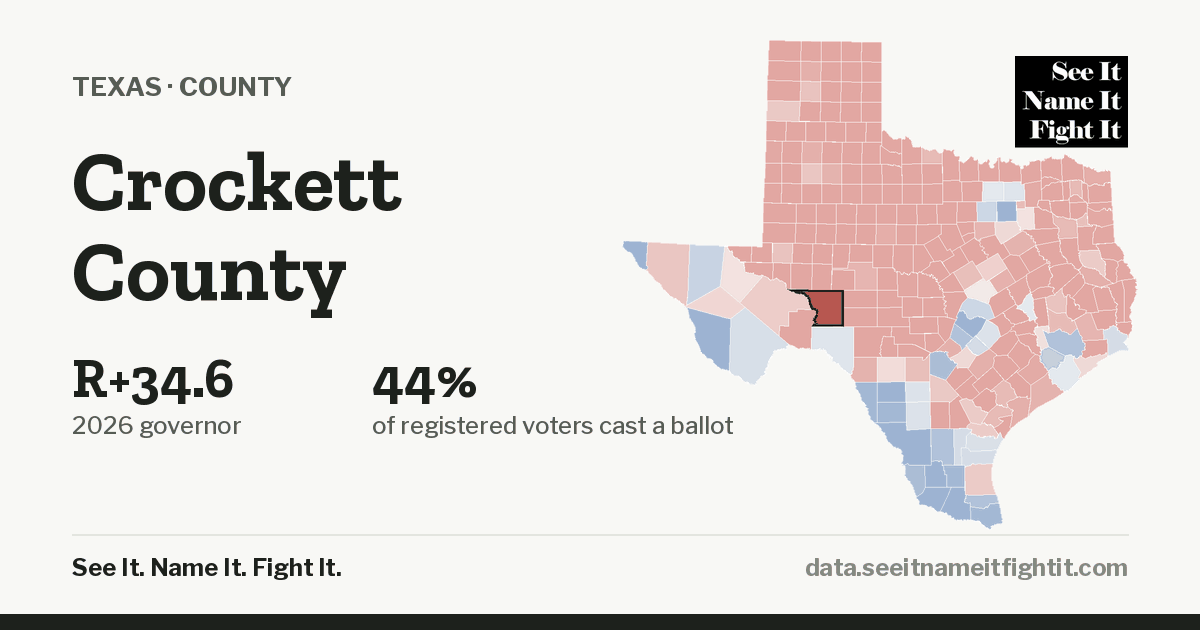 TEXAS · COUNTY
See It
Name It
Fight It
Crockett
County
R+34.6
2026 governor
44%
of registered voters cast a ballot
See It. Name It. Fight It.
data.seeitnameitfightit.com